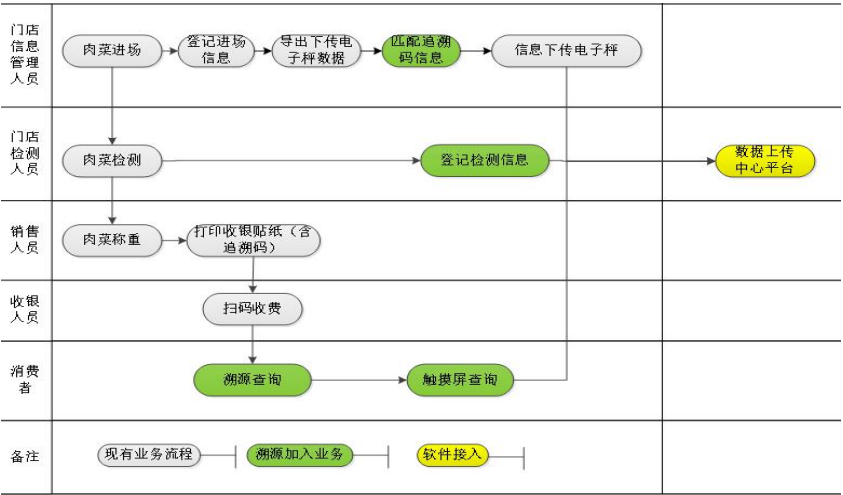 门店
信息
管理
人员
肉菜进场
登记进场
信息
导出下传电
子秤数据
匹配追溯
码信息
信息下传电子秤
门店
检测
人员
肉菜检测
登记检测信息
数据上传
中心平台
销售
人员
肉菜称重
打印收银贴纸（含
追溯码）
收银
人员
扫码收费
消费
者
溯源查询
触摸屏查询
备注
现有业务流程
溯源加入业务
软件接入